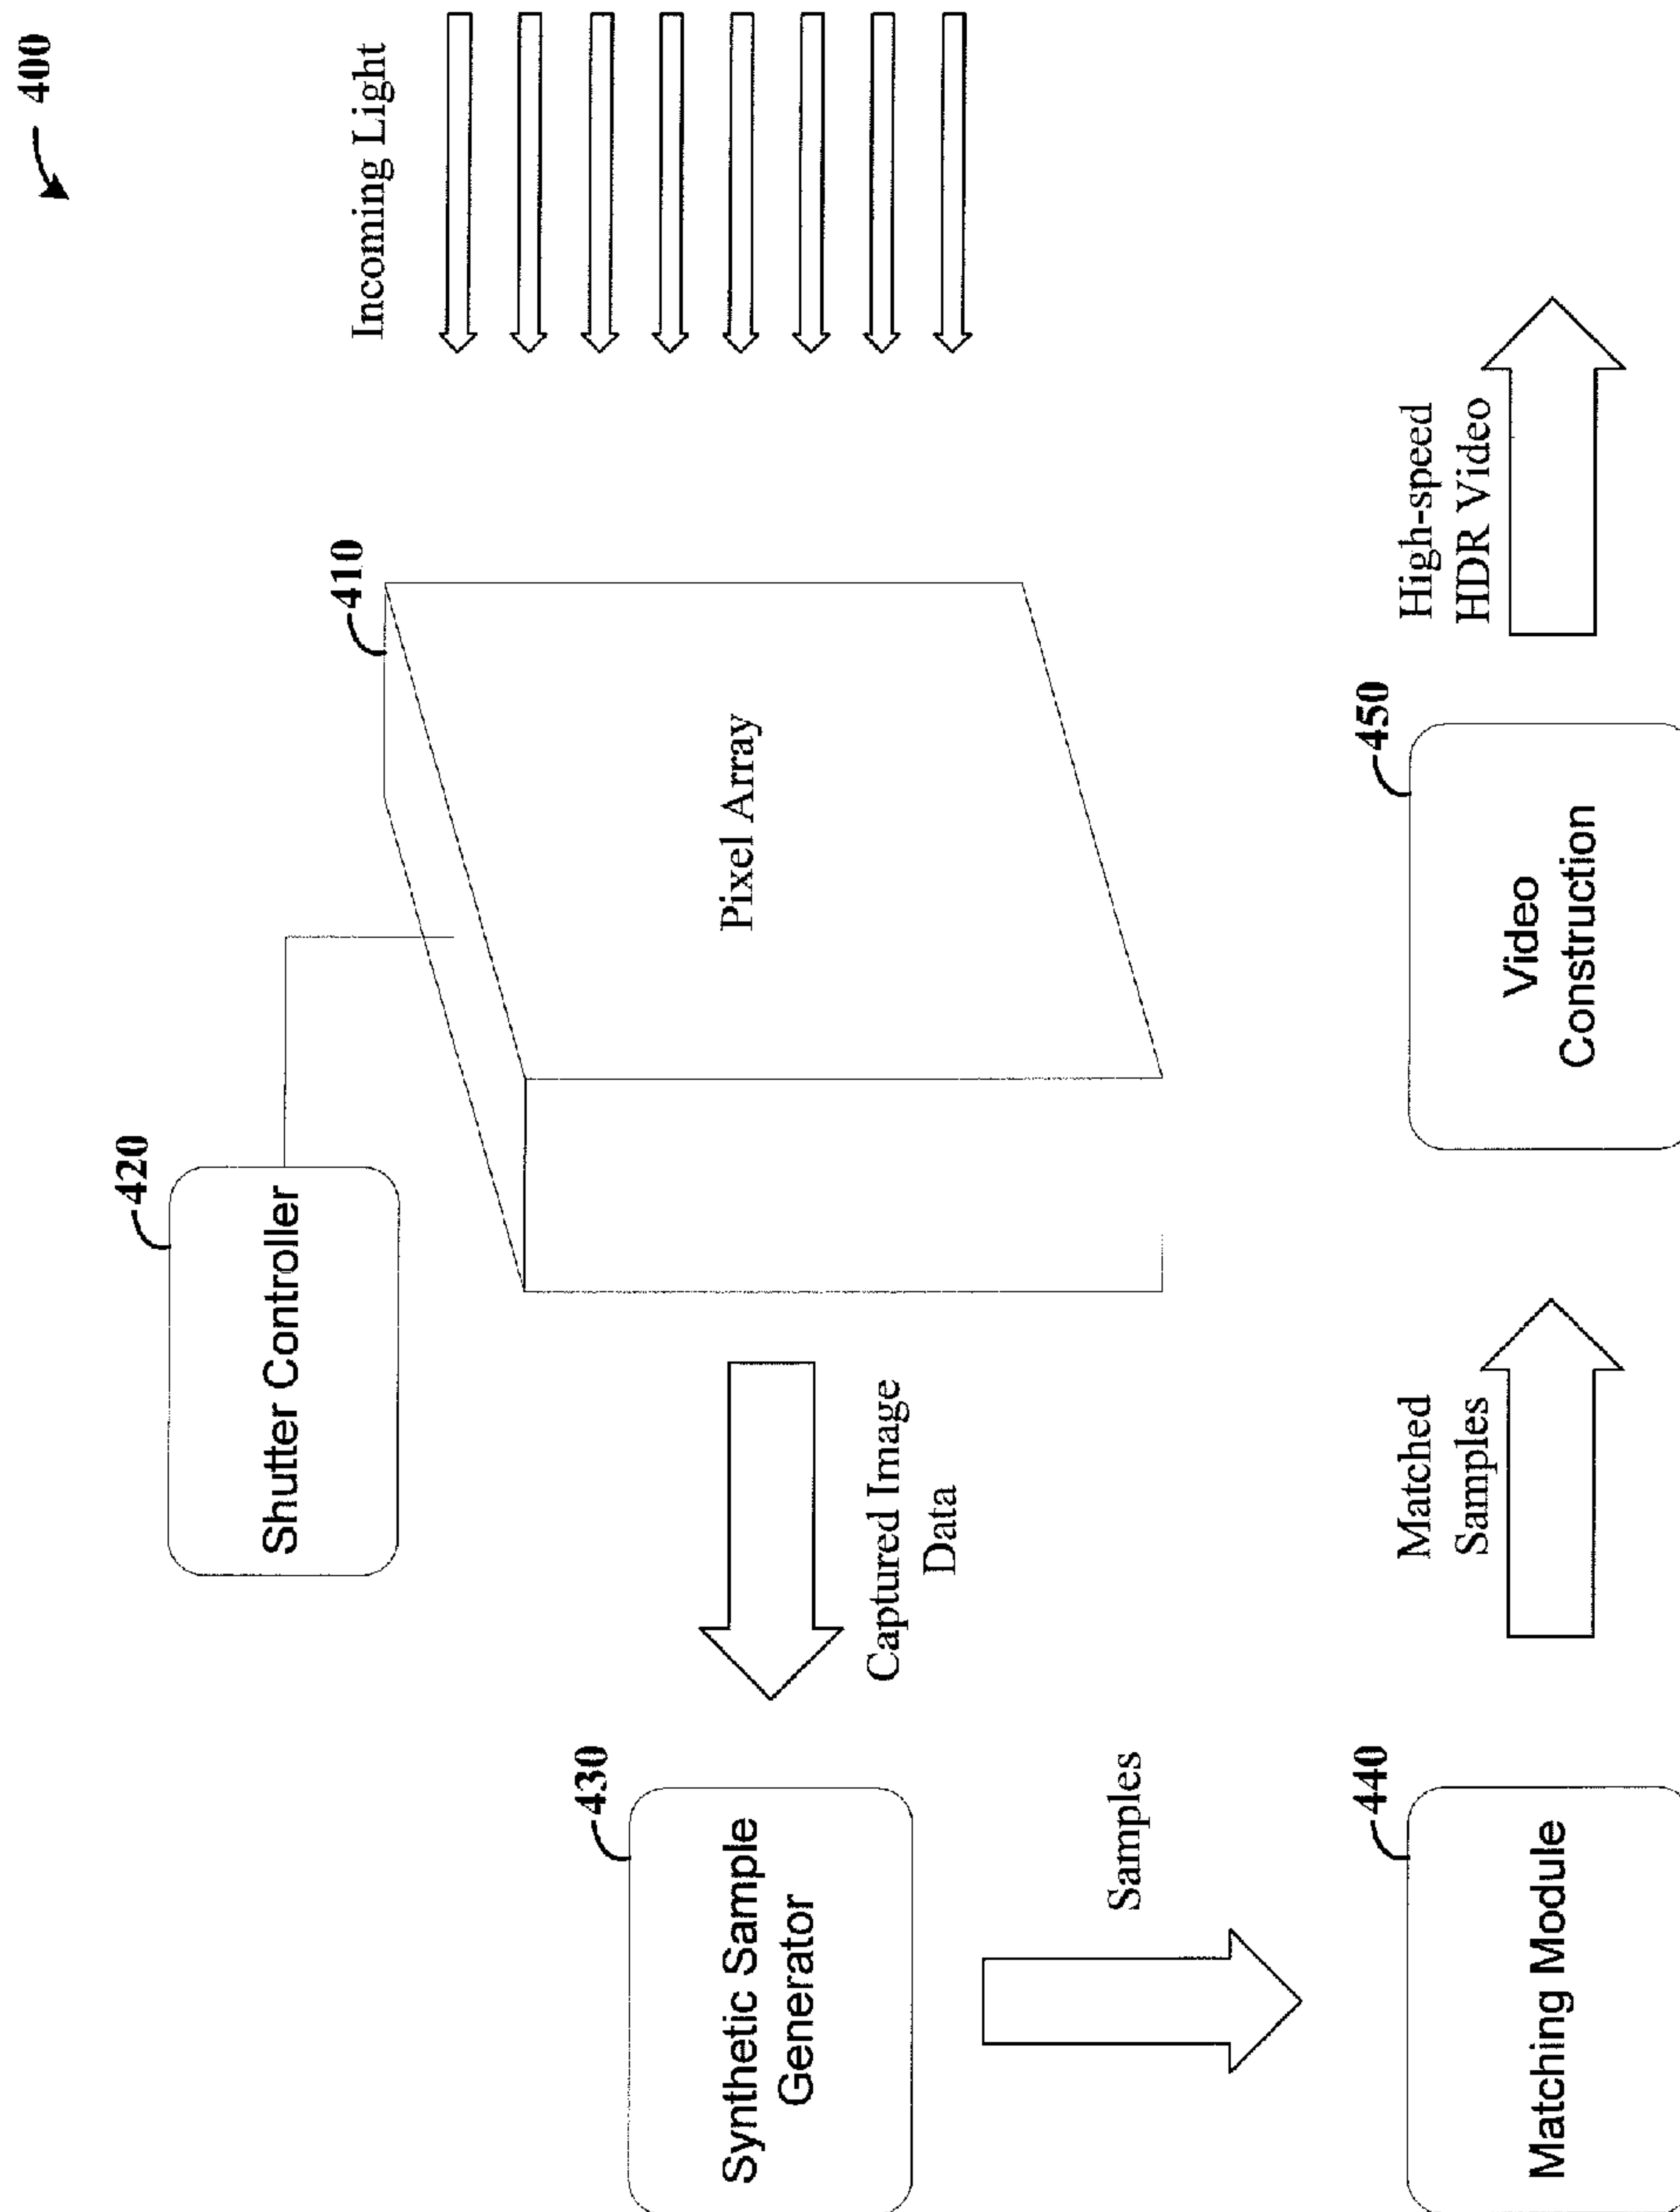 400
Incoming Light
410
Pixel Array
420
Shutter Controller
Captured Image
Data
430
Synthetic Sample
Generator
Samples
440
Matching Module
Matched
Samples
450
Video
Construction
High-speed
HDR Video